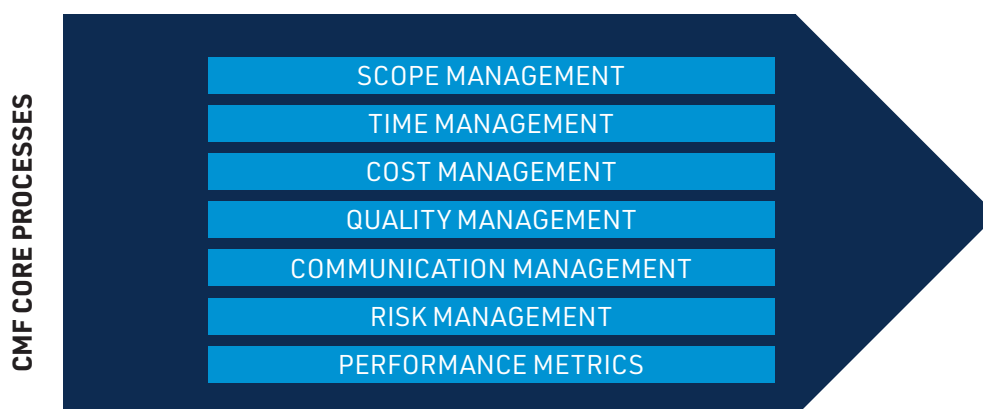 CMF CORE PROCESSES
SCOPE MANAGEMENT
TIME MANAGEMENT
COST MANAGEMENT
QUALITY MANAGEMENT
COMMUNICATION MANAGEMENT
RISK MANAGEMENT
PERFORMANCE METRICS